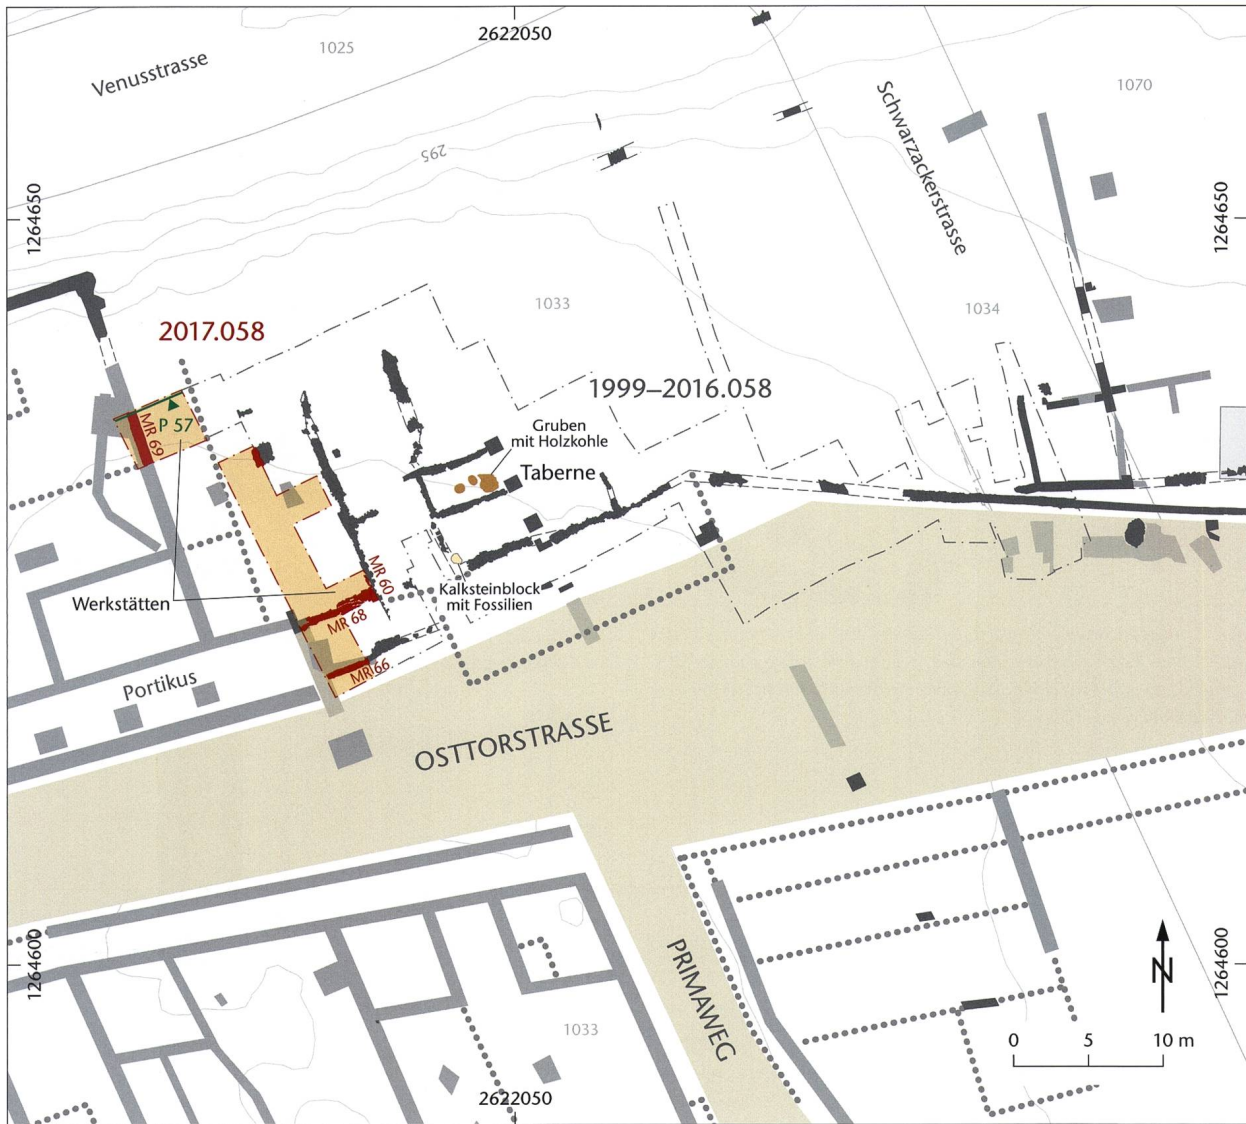 2622050
Venusstrasse
1025
1070
Schwarzackerstrasse
295
1264650
1264650
1033
1034
2017.058
1999–2016.058
P 57
MR 69
Gruben
mit Holzkohle
Taberne
MR 60
Kalksteinblock
mit Fossilien
Werkstätten
MR 68
MR 66
Portikus
OSTTORSTRASSE
PRIMAWEG
1264600
1264600
N
1033
0 5 10 m
2622050